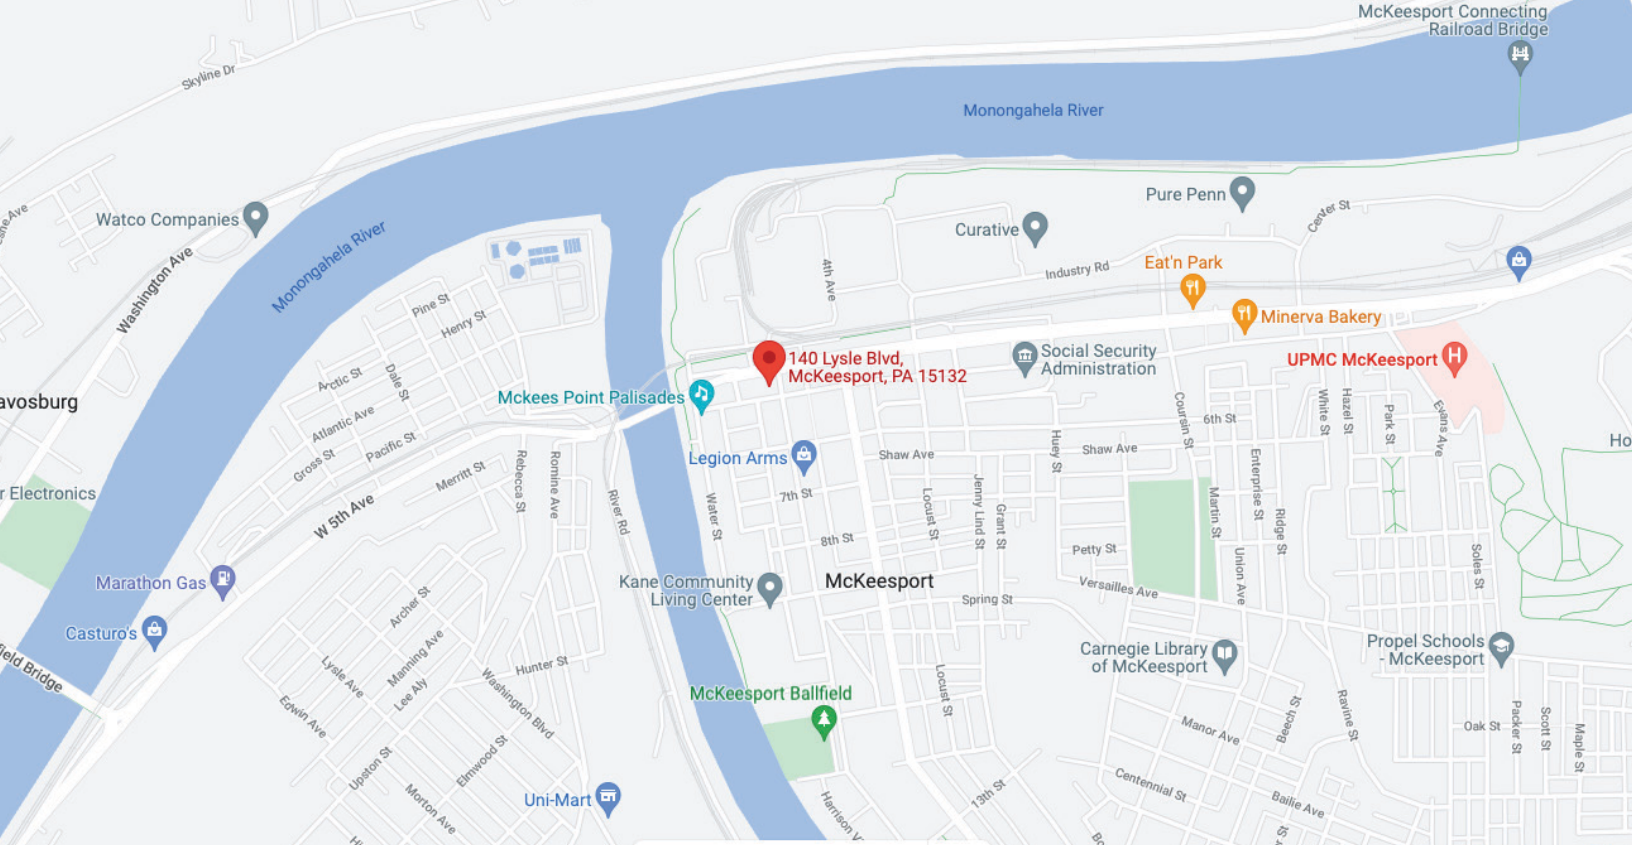 McKeesport Connecting
Railroad Bridge
Skyline Dr
Monongahela River
Pure Penn
Center St
Watco Companies
Curative
Monongahela River
Washington Ave
4th Ave
Industry Rd
Eat'n Park
Pine St
Henry St
Minerva Bakery
140 Lysle Blvd,
McKeesport, PA 15132
Social Security
Administration
UPMC McKeesport
Arctic St
Dale St
Mckees Point Palisades
avosburg
Atlantic Ave
Coursin St
6th St
White St
Hazel St
Park St
Evans Ave
Ho
Pacific St
Gross St
Merritt St
Legion Arms
Shaw Ave
Huey St
Shaw Ave
Rebecca St
Romine Ave
r Electronics
W 5th Ave
River Rd
Water St
7th St
Locust St
Jenny Lind St
Grant St
Martin St
Enterprise St
Ridge St
8th St
Petty St
Union Ave
Soles St
Marathon Gas
Kane Community
Living Center
McKeesport
Versailles Ave
Spring St
Archer St
Casturo's
Manning Ave
Carnegie Library
of McKeesport
Propel Schools
- McKeesport
field Bridge
Lysle Ave
Hunter St
Lee Aly
Washington Blvd
McKeesport Ballfield
Locust St
Edwin Ave
Manor Ave
Beech St
Ravine St
Oak St
Packer St
Scott St
Maple St
Upston St
Elmwood St
Uni-Mart
Morton Ave
Harrison
13th St
Centennial St
Bailie Ave